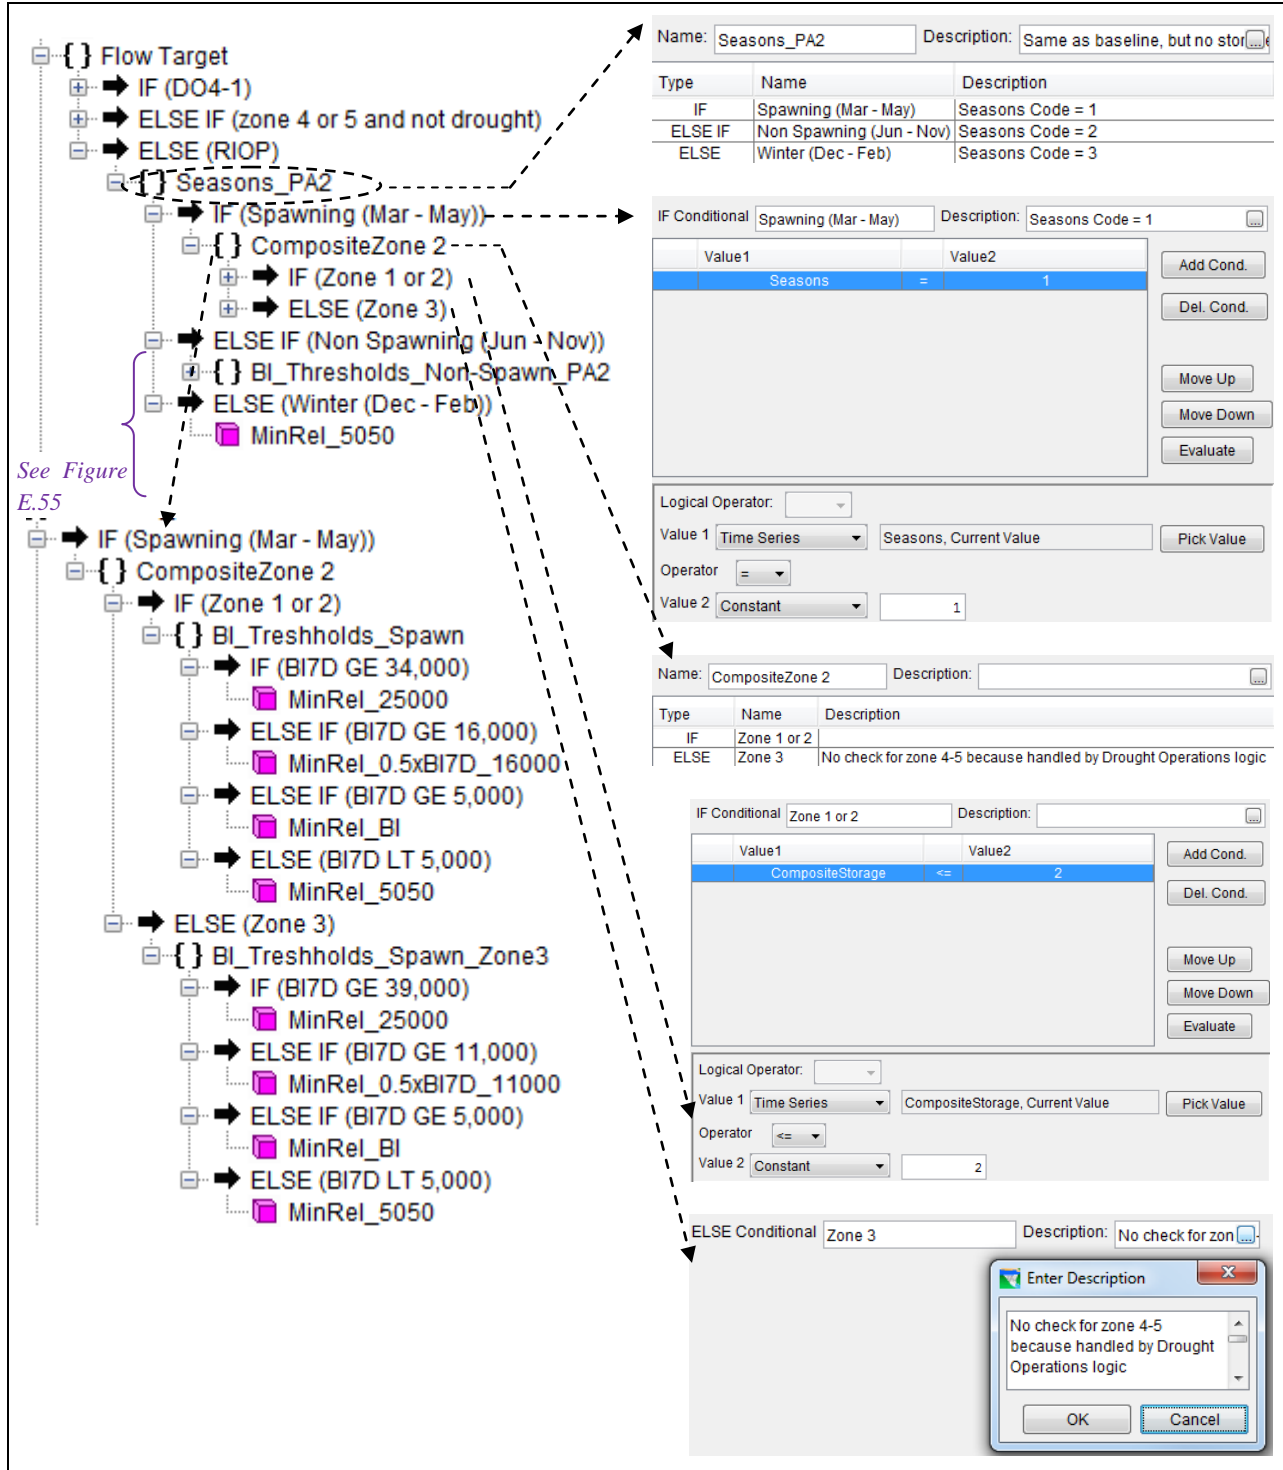 { } Flow Target
IF (DO4-1)
ELSE IF (zone 4 or 5 and not drought)
ELSE (RIOP)
{ } Seasons_PA2
IF (Spawning (Mar - May))
{ } CompositeZone 2
IF (Zone 1 or 2)
ELSE (Zone 3)
ELSE IF (Non Spawning (Jun - Nov))
{ } BI_Thresholds_Non-Spawn_PA2
ELSE (Winter (Dec - Feb))
MinRel_5050
See Figure
E.55
IF (Spawning (Mar - May))
{ } CompositeZone 2
IF (Zone 1 or 2)
{ } BI_Treshholds_Spawn
IF (BI7D GE 34,000)
MinRel_25000
ELSE IF (BI7D GE 16,000)
MinRel_0.5xBI7D_16000
ELSE IF (BI7D GE 5,000)
MinRel_BI
ELSE (BI7D LT 5,000)
MinRel_5050
ELSE (Zone 3)
{ } BI_Treshholds_Spawn_Zone3
IF (BI7D GE 39,000)
MinRel_25000
ELSE IF (BI7D GE 11,000)
MinRel_0.5xBI7D_11000
ELSE IF (BI7D GE 5,000)
MinRel_BI
ELSE (BI7D LT 5,000)
MinRel_5050
Name: Seasons_PA2 Description: Same as baseline, but no stor ...
Type Name Description
IF Spawning (Mar - May) Seasons Code = 1
ELSE IF Non Spawning (Jun - Nov) Seasons Code = 2
ELSE Winter (Dec - Feb) Seasons Code = 3
IF Conditional Spawning (Mar - May) Description: Seasons Code = 1 ...
Value1 Value2
Seasons = 1
Add Cond.
Del. Cond.
Move Up
Move Down
Evaluate
Logical Operator:
Value 1 Time Series Seasons, Current Value Pick Value
Operator =
Value 2 Constant 1
Name: CompositeZone 2 Description: ...
Type Name Description
IF Zone 1 or 2
ELSE Zone 3 No check for zone 4-5 because handled by Drought Operations logic
IF Conditional Zone 1 or 2 Description: ...
Value1 Value2
CompositeStorage <= 2
Add Cond.
Del. Cond.
Move Up
Move Down
Evaluate
Logical Operator:
Value 1 Time Series CompositeStorage, Current Value Pick Value
Operator <=
Value 2 Constant 2
ELSE Conditional Zone 3 Description: No check for zon ...
Enter Description
No check for zone 4-5
because handled by Drought
Operations logic
OK Cancel